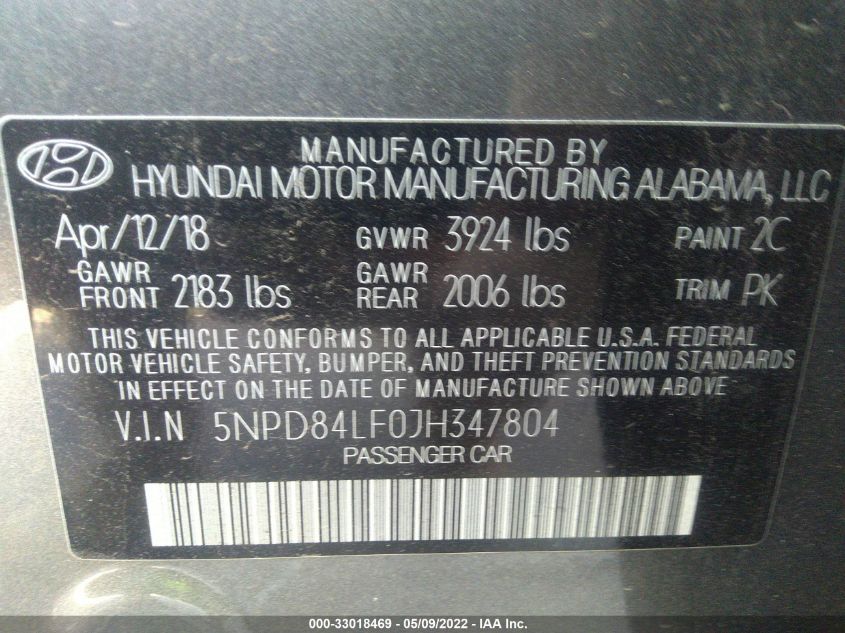 MANUFACTURED BY
HYUNDAI MOTOR MANUFACTURING ALABAMA, LLC
Apr/12/18 GVWR 3924 lbs PAINT 2C
GAWR FRONT 2183 lbs GAWR REAR 2006 lbs TRIM PK
THIS VEHICLE CONFORMS TO ALL APPLICABLE U.S.A. FEDERAL
MOTOR VEHICLE SAFETY, BUMPER, AND THEFT PREVENTION STANDARDS
IN EFFECT ON THE DATE OF MANUFACTURE SHOWN ABOVE
V.I.N 5NPD84LF0JH347804
PASSENGER CAR
000-33018469 - 05/09/2022 - IAA Inc.